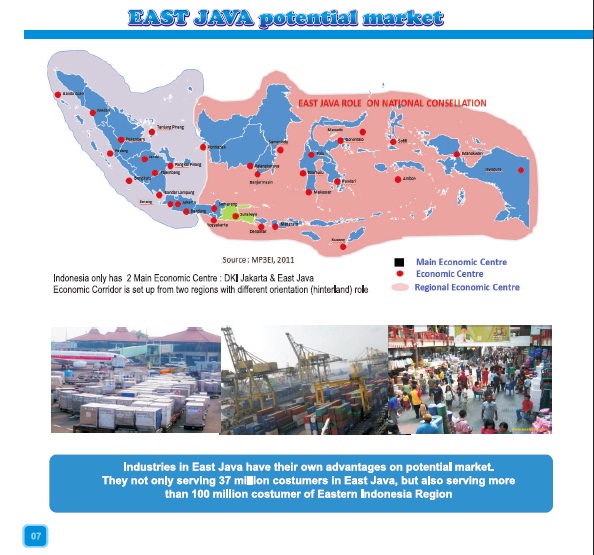 EAST JAVA potential market
EAST JAVA ROLE ON NATIONAL CONSELLATION
Tanjung Pinang
Pekanbaru
Padang
Jambi
Pangkal Pinang
Palembang
Bengkulu
Bandar Lampung
Serang
Jakarta
Bandung
Semarang
Yogyakarta
Surabaya
Denpasar
Mataram
Kupang
Pontianak
Samarinda
Palangkaraya
Banjarmasin
Manado
Gorontalo
Palu
Mamuju
Kendari
Makassar
Sofifi
Ambon
Manokwari
Jayapura
Source : MP3EI, 2011
Indonesia only has 2 Main Economic Centre : DKI Jakarta & East Java
Economic Corridor is set up from two regions with different orientation (hinterland) role
Main Economic Centre
Economic Centre
Regional Economic Centre
Industries in East Java have their own advantages on potential market.
They not only serving 37 million costumers in East Java, but also serving more
than 100 million costumer of Eastern Indonesia Region
07